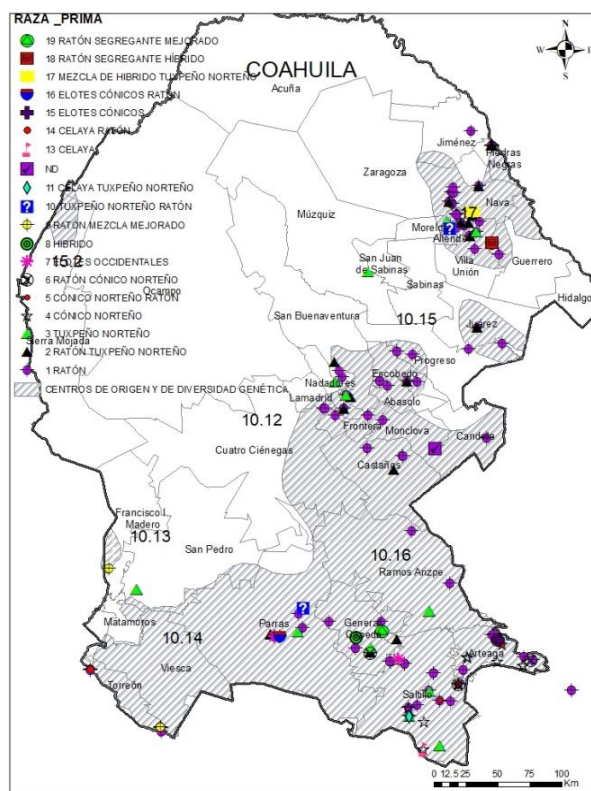 RAZA _PRIMA
19 RATÓN SEGREGANTE MEJORADO
18 RATÓN SEGREGANTE HÍBRIDO
17 MEZCLA DE HIBRIDO TUXPEÑO NORTEÑO
16 ELOTES CÓNICOS RATÓN
15 ELOTES CÓNICOS
14 CELAYA RATÓN
13 CELAYA
ND
11 CELAYA TUXPEÑO NORTEÑO
10 TUXPEÑO NORTEÑO RATÓN
9 RATÓN MEZCLA MEJORADO
8 HIBRIDO
OCCIDENTALES
6 RATÓN CÓNICO NORTEÑO
5 CÓNICO NORTEÑO RATÓN
4 CÓNICO NORTEÑO
3 TUXPEÑO NORTEÑO
2 RATÓN TUXPEÑO NORTEÑO
1 RATÓN
CENTROS DE ORIGEN Y DE DIVERSIDAD GENÉTICA
COAHUILA
Acuña
N
W
S
Jiménez
Piedras
Negras
Zaragoza
Nava
Múzquiz
17
Morelos
Allende
Villa
Unión
Guerrero
San Juan
de Sabinas
Sabinas
Hidalgo
15.2
Ocampo
San Buenaventura
10.15
Juárez
Sierra Mojada
Progreso
Escobedo
Nadadores
Lamadrid
Abasolo
10.12
Frontera
Monclova
Candela
Cuatro Ciénegas
Castaños
Francisco I.
Madero
10.13
San Pedro
10.16
Ramos Arizpe
Matamoros
10.14
Parras
General
Cepeda
Arteaga
Viesca
Torreón
Saltillo
0 12.5 25 50 75 100
Km